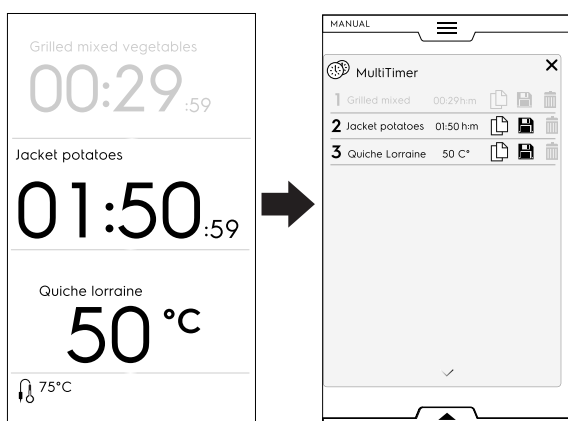 Grilled mixed vegetables
00:29 :59
Jacket potatoes
01:50 :59
Quiche lorraine
50 °C
75°C
MANUAL
MultiTimer
1 Grilled mixed 00:29 h:m
2 Jacket potatoes 01:50 h:m
3 Quiche Lorraine 50 C°